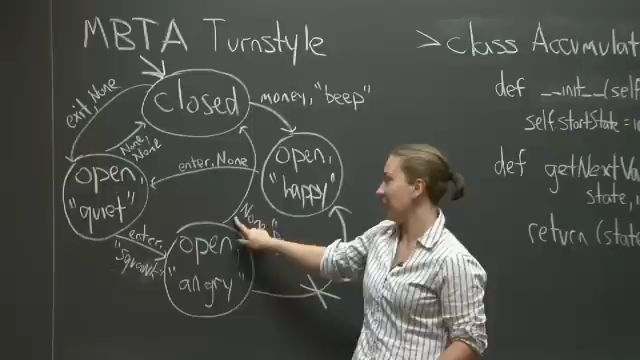 MBTA Turnstyle
> class Accumulat
closed
exit, None
money, "beep"
def __init__(self
self.startState =
None,
None
enter, None
open,
"happy"
open
"quiet"
def getNextVa
state,
None,
enter,
open
"angry"
return (state